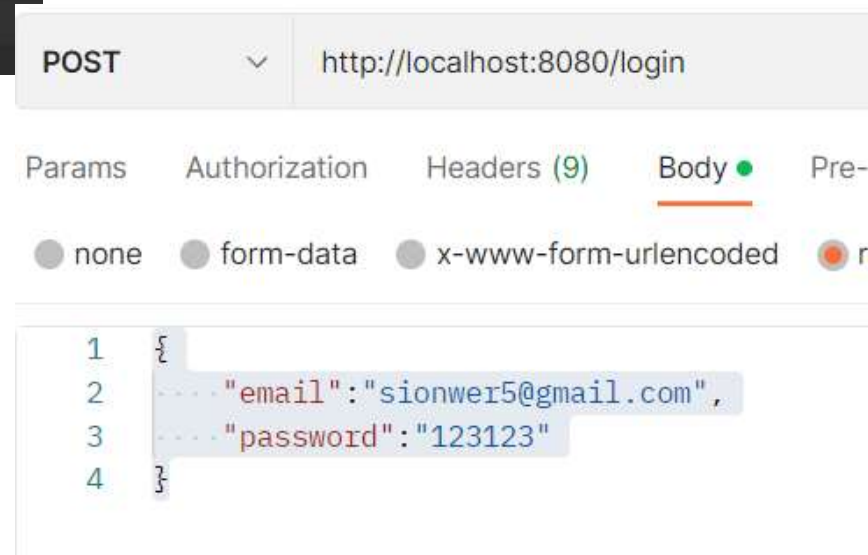 POST http://localhost:8080/login
Params Authorization Headers (9) Body Pre-
none form-data x-www-form-urlencoded r
1 {
2 "email":"sionwer5@gmail.com",
3 "password":"123123"
4 }